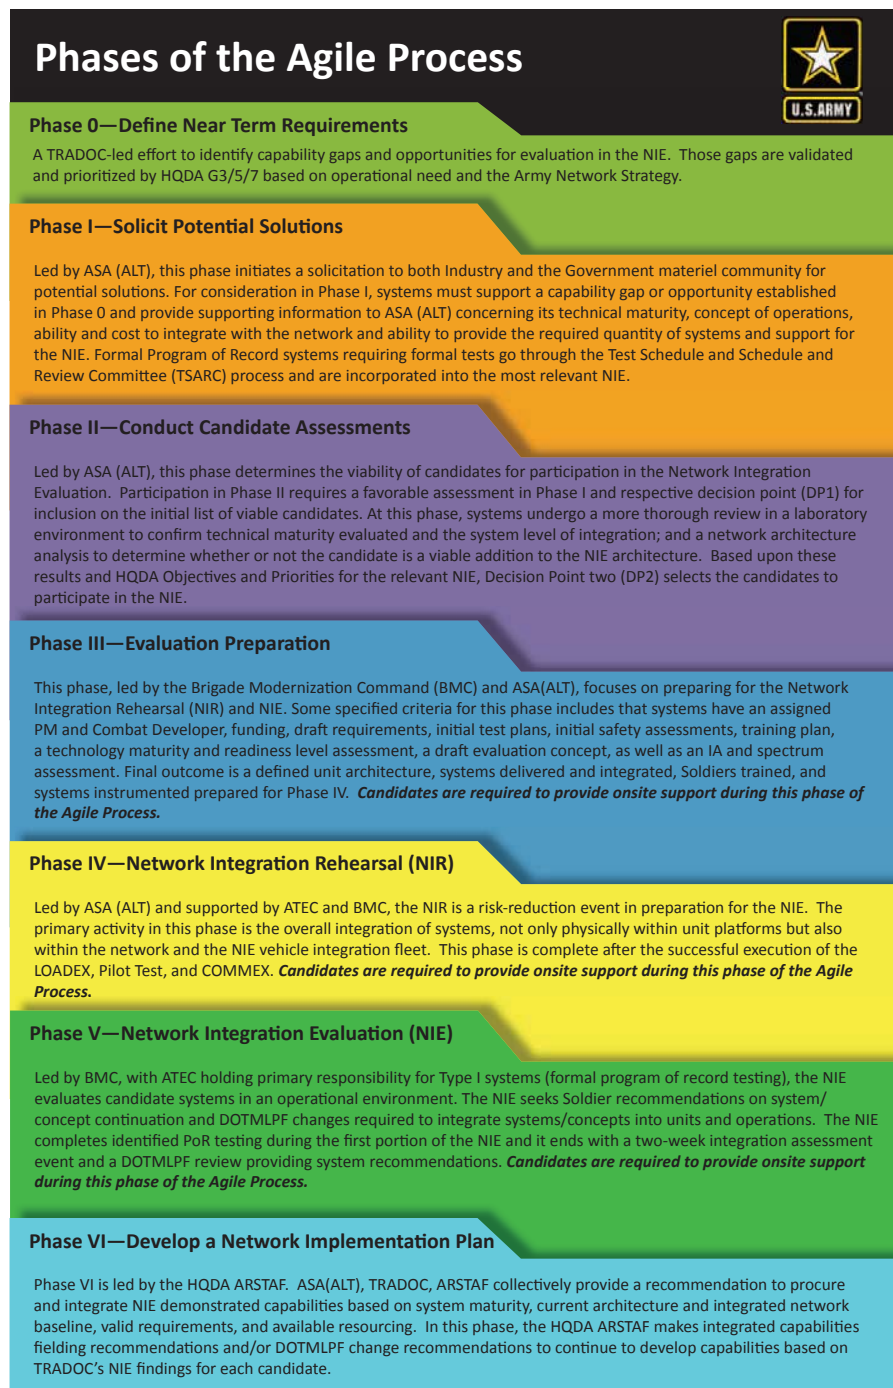 Phases of the Agile Process
U.S.ARMY
Phase 0—Define Near Term Requirements
A TRADOC-led effort to identify capability gaps and opportunities for evaluation in the NIE.  Those gaps are validated
and prioritized by HQDA G3/5/7 based on operational need and the Army Network Strategy.
Phase I—Solicit Potential Solutions
Led by ASA (ALT), this phase initiates a solicitation to both Industry and the Government materiel community for
potential solutions. For consideration in Phase I, systems must support a capability gap or opportunity established
in Phase 0 and provide supporting information to ASA (ALT) concerning its technical maturity, concept of operations,
ability and cost to integrate with the network and ability to provide the required quantity of systems and support for
the NIE. Formal Program of Record systems requiring formal tests go through the Test Schedule and Schedule and
Review Committee (TSARC) process and are incorporated into the most relevant NIE.
Phase II—Conduct Candidate Assessments
Led by ASA (ALT), this phase determines the viability of candidates for participation in the Network Integration
Evaluation.  Participation in Phase II requires a favorable assessment in Phase I and respective decision point (DP1) for
inclusion on the initial list of viable candidates. At this phase, systems undergo a more thorough review in a laboratory
environment to confirm technical maturity evaluated and the system level of integration; and a network architecture
analysis to determine whether or not the candidate is a viable addition to the NIE architecture.  Based upon these
results and HQDA Objectives and Priorities for the relevant NIE, Decision Point two (DP2) selects the candidates to
participate in the NIE.
Phase III—Evaluation Preparation
This phase, led by the Brigade Modernization Command (BMC) and ASA(ALT), focuses on preparing for the Network
Integration Rehearsal (NIR) and NIE. Some specified criteria for this phase includes that systems have an assigned
PM and Combat Developer, funding, draft requirements, initial test plans, initial safety assessments, training plan,
a technology maturity and readiness level assessment, a draft evaluation concept, as well as an IA and spectrum
assessment. Final outcome is a defined unit architecture, systems delivered and integrated, Soldiers trained, and
systems instrumented prepared for Phase IV.  Candidates are required to provide onsite support during this phase of
the Agile Process.
Phase IV—Network Integration Rehearsal (NIR)
Led by ASA (ALT) and supported by ATEC and BMC, the NIR is a risk-reduction event in preparation for the NIE.  The
primary activity in this phase is the overall integration of systems, not only physically within unit platforms but also
within the network and the NIE vehicle integration fleet.  This phase is complete after the successful execution of the
LOADEX, Pilot Test, and COMMEX. Candidates are required to provide onsite support during this phase of the Agile
Process.
Phase V—Network Integration Evaluation (NIE)
Led by BMC, with ATEC holding primary responsibility for Type I systems (formal program of record testing), the NIE
evaluates candidate systems in an operational environment. The NIE seeks Soldier recommendations on system/
concept continuation and DOTMLPF changes required to integrate systems/concepts into units and operations.  The NIE
completes identified PoR testing during the first portion of the NIE and it ends with a two-week integration assessment
event and a DOTMLPF review providing system recommendations. Candidates are required to provide onsite support
during this phase of the Agile Process.
Phase VI—Develop a Network Implementation Plan
Phase VI is led by the HQDA ARSTAF.  ASA(ALT), TRADOC, ARSTAF collectively provide a recommendation to procure
and integrate NIE demonstrated capabilities based on system maturity, current architecture and integrated network
baseline, valid requirements, and available resourcing.  In this phase, the HQDA ARSTAF makes integrated capabilities
fielding recommendations and/or DOTMLPF change recommendations to continue to develop capabilities based on
TRADOC's NIE findings for each candidate.